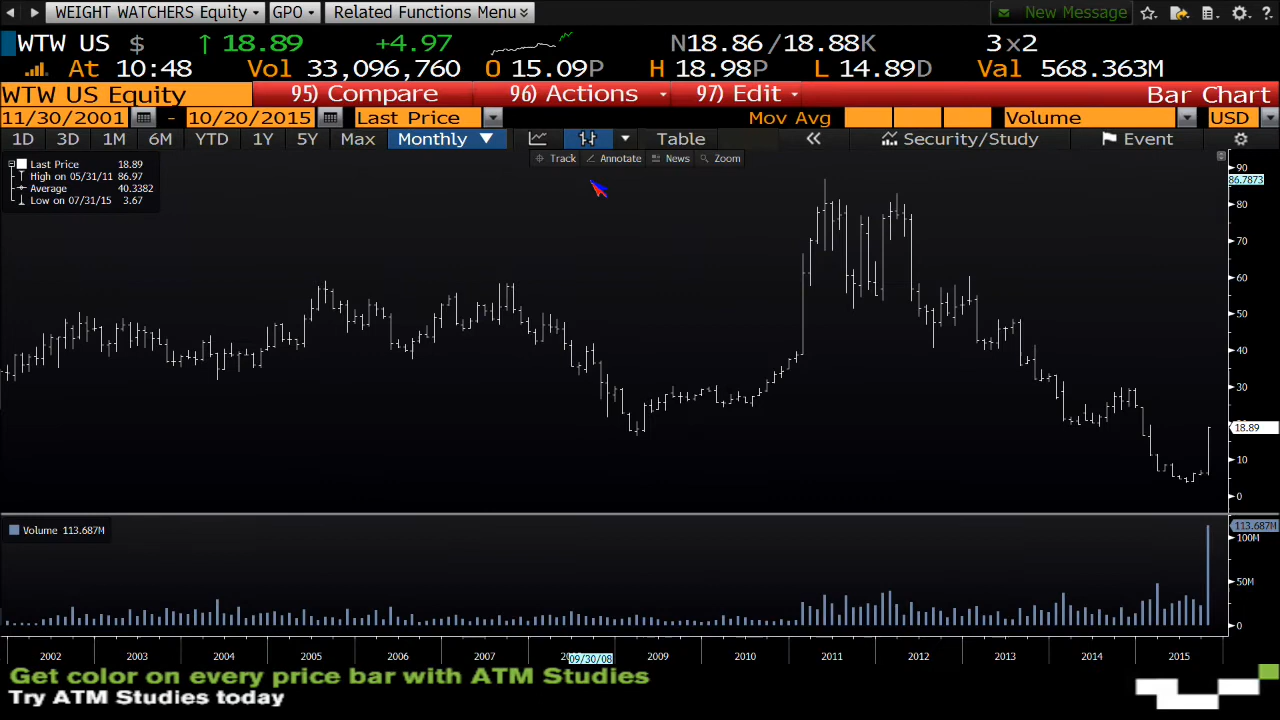 WEIGHT WATCHERS Equity GPO Related Functions Menu New Message
WTW US $ ↑ 18.89 +4.97 N18.86 /18.88K 3x2
At 10:48 Vol 33,096,760 O 15.09P H 18.98P L 14.89D Val 568.363M
WTW US Equity 95) Compare 96) Actions 97) Edit Bar Chart
11/30/2001 - 10/20/2015 Last Price Mov Avg Volume USD
1D 3D 1M 6M YTD 1Y 5Y Max Monthly ▼ Table « Security/Study Event
Track Annotate News Zoom
Last Price 18.89
High on 05/31/11 86.97
Average 40.3382
Low on 07/31/15 3.67
90
86.7873
80
70
60
50
40
30
18.89
10
0
Volume 113.687M
113.687M
100M
50M
0
2002 2003 2004 2005 2006 2007 2008 09/30/08 2009 2010 2011 2012 2013 2014 2015
Get color on every price bar with ATM Studies
Try ATM Studies today